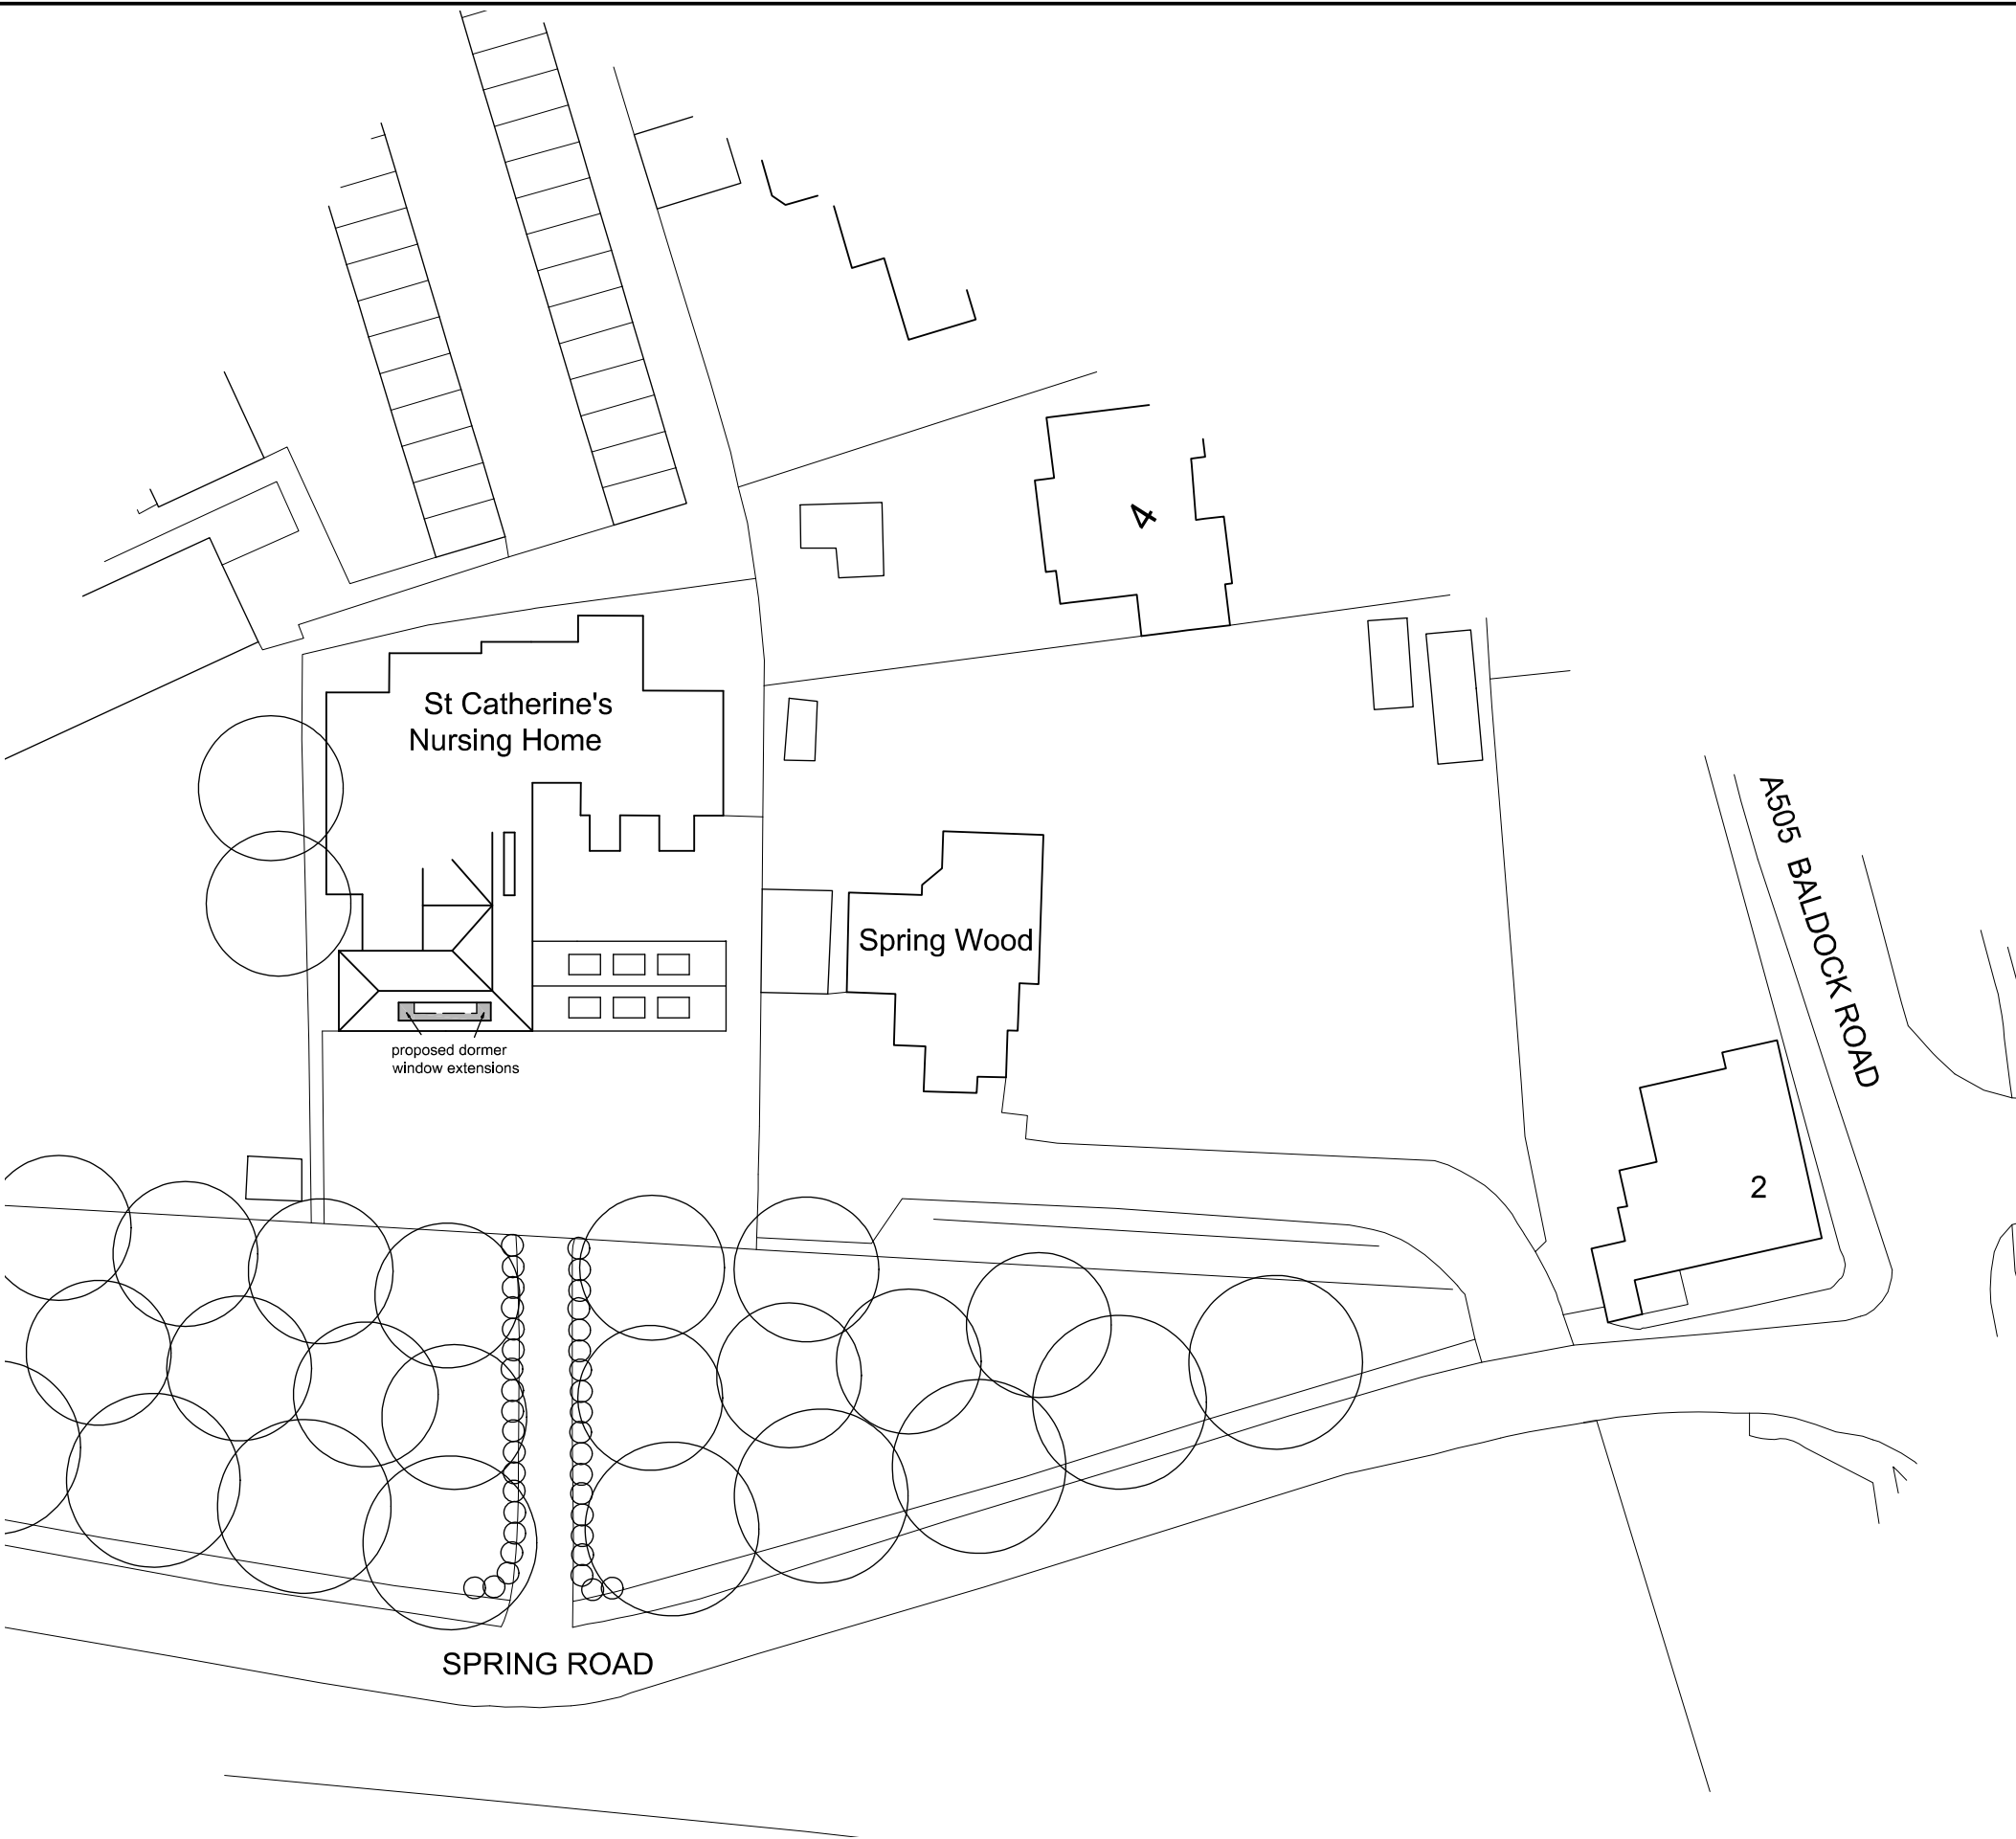 4
St Catherine's
Nursing Home
A505 BALDOCK ROAD
Spring Wood
proposed dormer
window extensions
2
SPRING ROAD